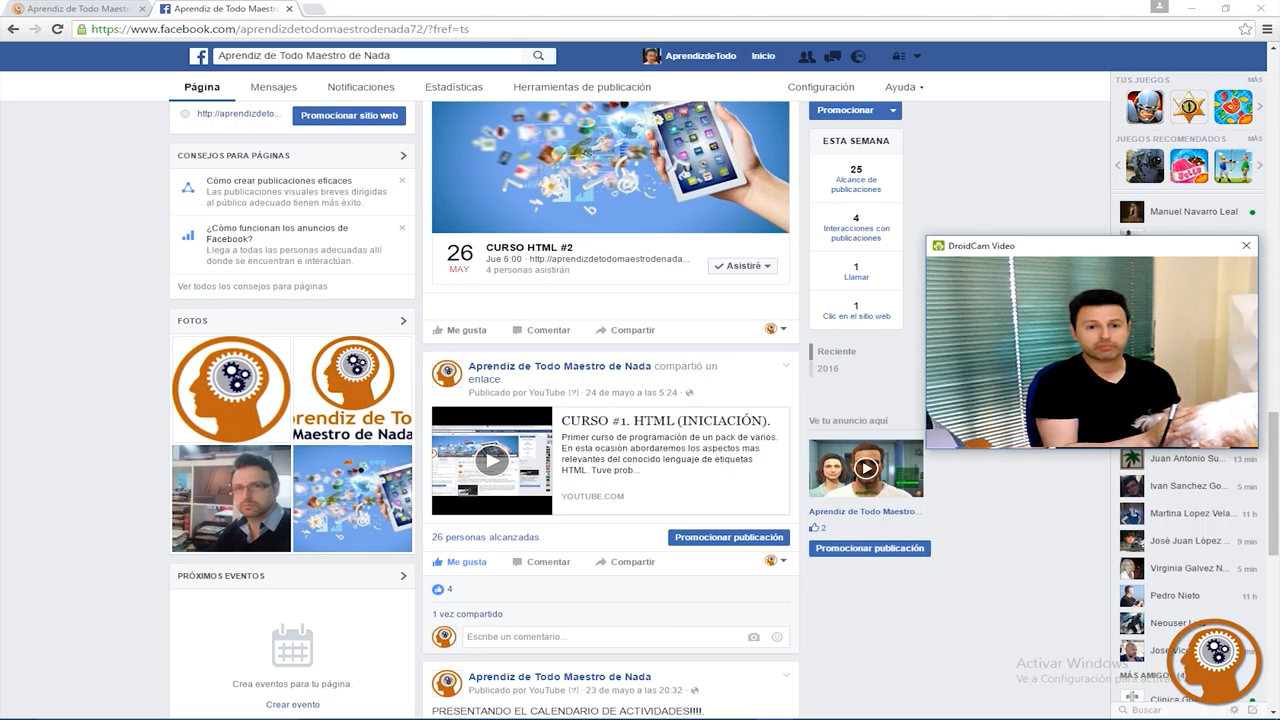 Aprendiz de Todo Maestro
Aprendiz de Todo Maestro
https://www.facebook.com/aprendizdetodomaestrodenada72/?fref=ts
Aprendiz de Todo Maestro de Nada
AprendizdeTodo
Inicio
Página
Mensajes
Notificaciones
Estadísticas
Herramientas de publicación
Configuración
Ayuda
http://aprendizdeto...
Promocionar sitio web
CONSEJOS PARA PÁGINAS
Cómo crear publicaciones eficaces
Las publicaciones visuales breves dirigidas
al público adecuado tienen más éxito.
¿Cómo funcionan los anuncios de
Facebook?
Llega a todas las personas adecuadas allí
donde se encuentran e interactúan.
Ver todos los consejos para páginas
FOTOS
rendiz de To
Maestro de Nada
PRÓXIMOS EVENTOS
Crea eventos para tu página.
Crear evento
26
MAY
CURSO HTML #2
Jue 6:00 · http://aprendizdetodomaestrodenada...
4 personas asistirán
Asistiré
Me gusta
Comentar
Compartir
Aprendiz de Todo Maestro de Nada compartió un
enlace.
Publicado por YouTube [?] · 24 de mayo a las 5:24 ·
CURSO #1. HTML (INICIACIÓN).
Primer curso de programación de un pack de varios.
En esta ocasión abordaremos los aspectos mas
relevantes del conocido lenguaje de etiquetas
HTML. Tuve prob...
YOUTUBE.COM
26 personas alcanzadas
Promocionar publicación
Me gusta
Comentar
Compartir
4
1 vez compartido
Escribe un comentario...
Aprendiz de Todo Maestro de Nada
Publicado por YouTube [?] · 23 de mayo a las 20:32 ·
PRESENTANDO EL CALENDARIO DE ACTIVIDADES!!!!
Promocionar
ESTA SEMANA
25
Alcance de
publicaciones
4
Interacciones con
publicaciones
1
Llamar
1
Clic en el sitio web
Reciente
2016
Ve tu anuncio aquí
Aprendiz de Todo Maestro...
2
Promocionar publicación
TUS JUEGOS
MÁS
JUEGOS RECOMENDADOS
MÁS
Manuel Navarro Leal
DroidCam Video
Juan Antonio Su...
13 min
Ivan Sanchez Go...
5 min
Martina Lopez Vela...
11 h
José Juan López ...
9 min
Virginia Galvez N...
5 min
Pedro Nieto
11 h
Neouser
Jose
Activar Windows
Ve a Configuración para
MÁS AMIGO
Clinica
Buscar